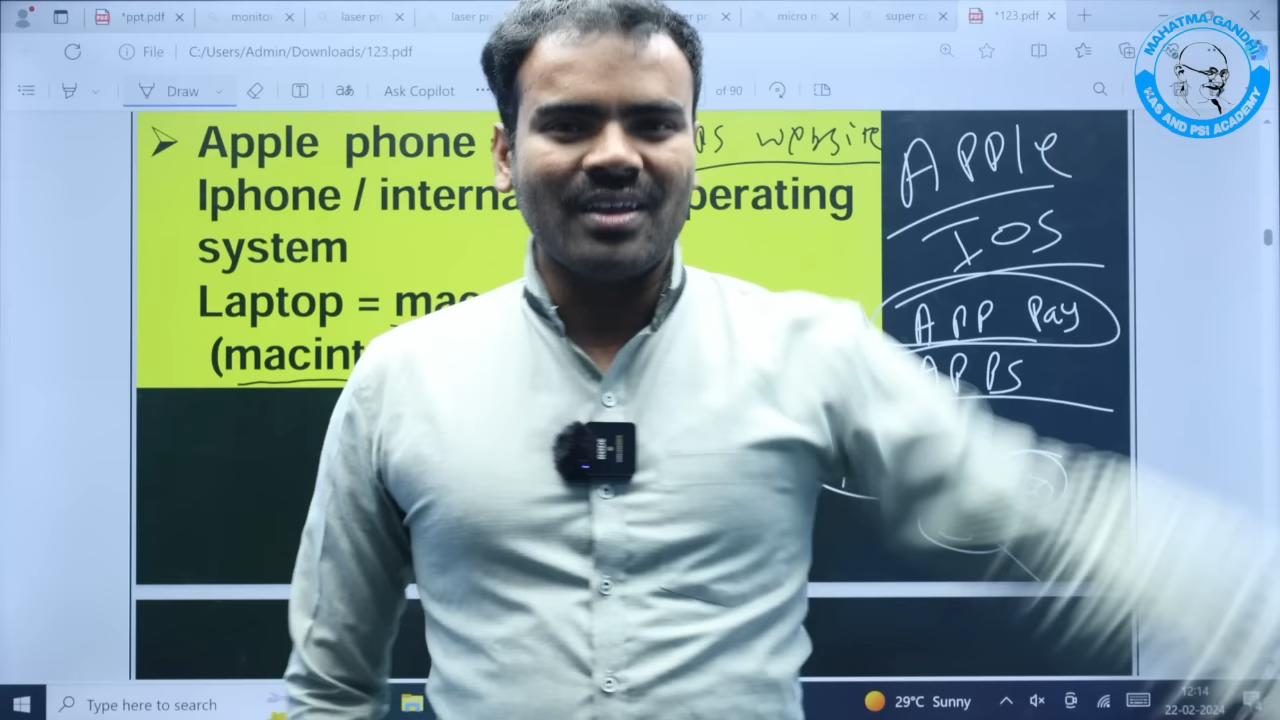 *ppt.pdf
monito
laser pr
laser pr
er pr
micro n
super c
*123.pdf
File C:/Users/Admin/Downloads/123.pdf
Draw
Ask Copilot
of 90
MAHATMA GANDHI
KAS AND PSI ACADEMY
➢ Apple phone
website
Iphone / interna perating
system
Laptop = mac
(macint
APPle
IOS
APP Pay
APPS
Type here to search
29°C Sunny
12:14
22-02-2024